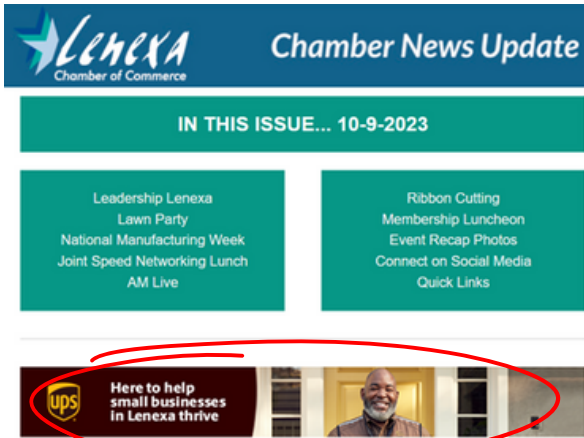 Lenexa
Chamber of Commerce
Chamber News Update
IN THIS ISSUE... 10-9-2023
Leadership Lenexa
Lawn Party
National Manufacturing Week
Joint Speed Networking Lunch
AM Live
Ribbon Cutting
Membership Luncheon
Event Recap Photos
Connect on Social Media
Quick Links
ups
Here to help
small businesses
in Lenexa thrive